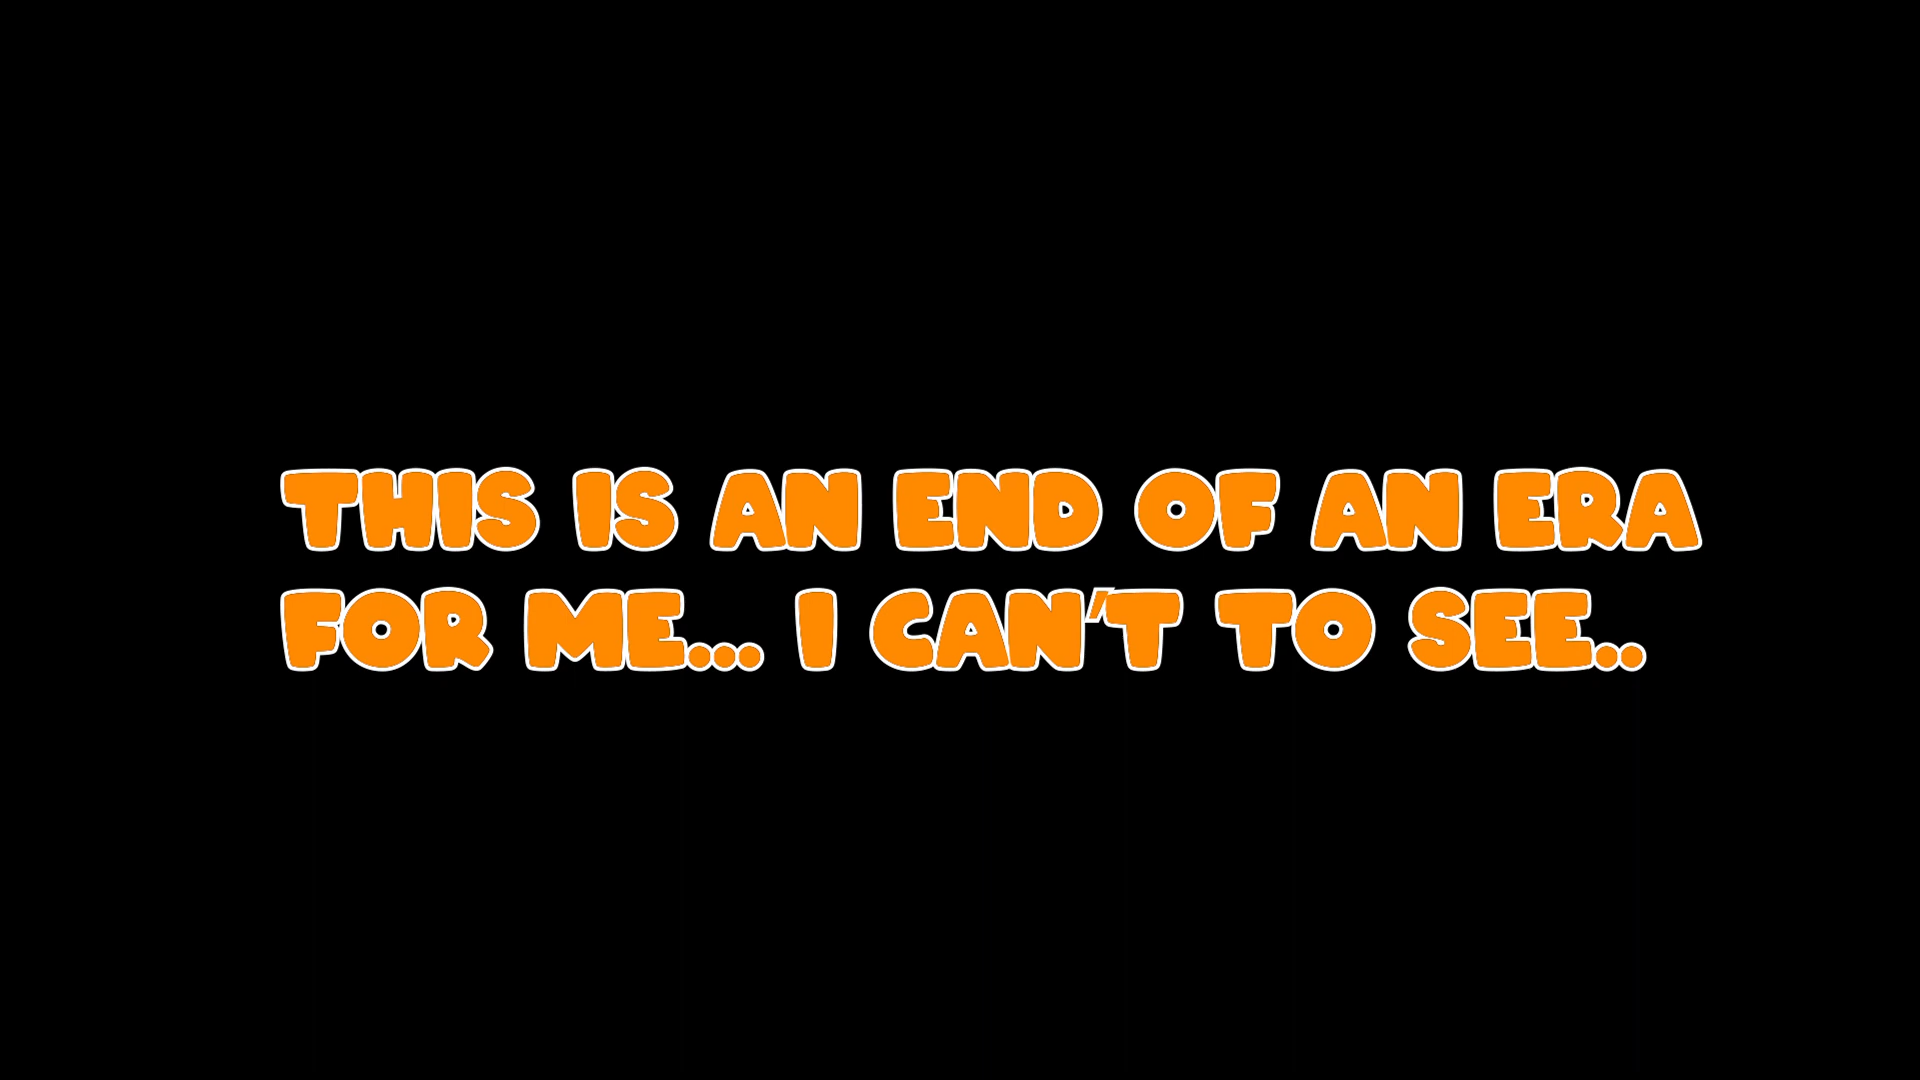 THIS IS AN END OF AN ERA
FOR ME... I CAN'T TO SEE..